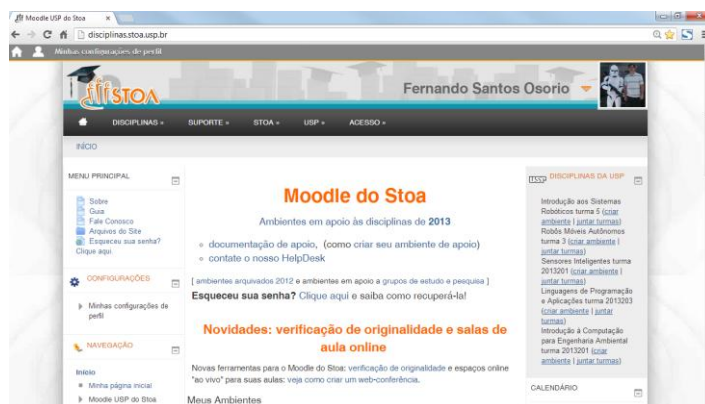 Moodle USP do Stoa
disciplinas.stoa.usp.br
Minhas configurações de perfil
STOA
Fernando Santos Osorio
DISCIPLINAS
SUPORTE
STOA
USP
ACESSO
INÍCIO
MENU PRINCIPAL
Sobre
Guia
Fale Conosco
Arquivos do Site
Esqueceu sua senha?
Clique aqui.
CONFIGURAÇÕES
Minhas configurações de
perfil
NAVEGAÇÃO
Início
Minha página inicial
Moodle USP do Stoa
Moodle do Stoa
Ambientes em apoio às disciplinas de 2013
documentação de apoio, (como criar seu ambiente de apoio)
contate o nosso HelpDesk
[ ambientes arquivados 2012 e ambientes em apoio a grupos de estudo e pesquisa ]
Esqueceu sua senha? Clique aqui e saiba como recuperá-la!
Novidades: verificação de originalidade e salas de
aula online
Novas ferramentas para o Moodle do Stoa: verificação de originalidade e espaços online
"ao vivo" para suas aulas: veja como criar um web-conferência.
Meus Ambientes
DISCIPLINAS DA USP
Introdução aos Sistemas
Robóticos turma 5 (criar
ambiente | juntar turmas)
Robôs Móveis Autônomos
turma 3 (criar ambiente |
juntar turmas)
Sensores Inteligentes turma
2013201 (criar ambiente |
juntar turmas)
Linguagens de Programação
e Aplicações turma 2013203
(criar ambiente | juntar
turmas)
Introdução à Computação
para Engenharia Ambiental
turma 2013201 (criar
ambiente | juntar turmas)
CALENDÁRIO